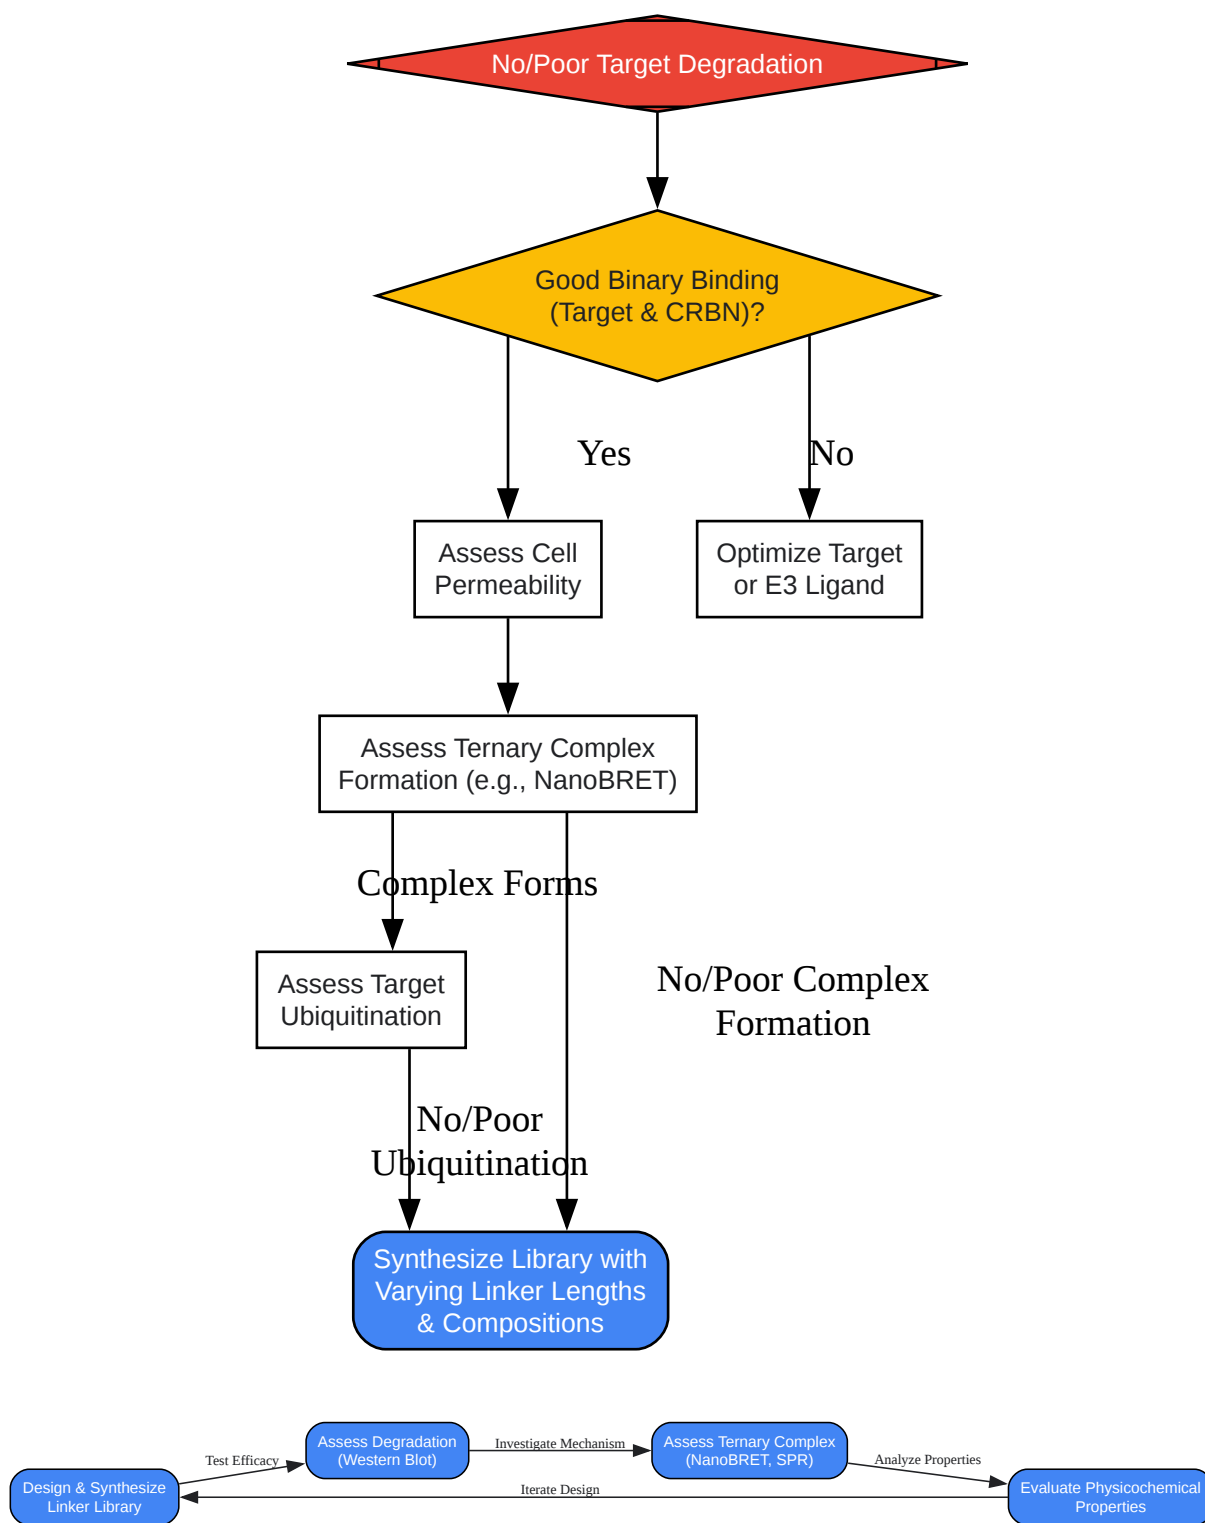 No/Poor Target Degradation
Good Binary Binding
(Target & CRBN)?
Yes
No
Assess Cell
Permeability
Optimize Target
or E3 Ligand
Assess Ternary Complex
Formation (e.g., NanoBRET)
Complex Forms
Assess Target
Ubiquitination
No/Poor Complex
Formation
No/Poor
Ubiquitination
Synthesize Library with
Varying Linker Lengths
& Compositions
Design & Synthesize
Linker Library
Test Efficacy
Assess Degradation
(Western Blot)
Investigate Mechanism
Assess Ternary Complex
(NanoBRET, SPR)
Analyze Properties
Evaluate Physicochemical
Properties
Iterate Design